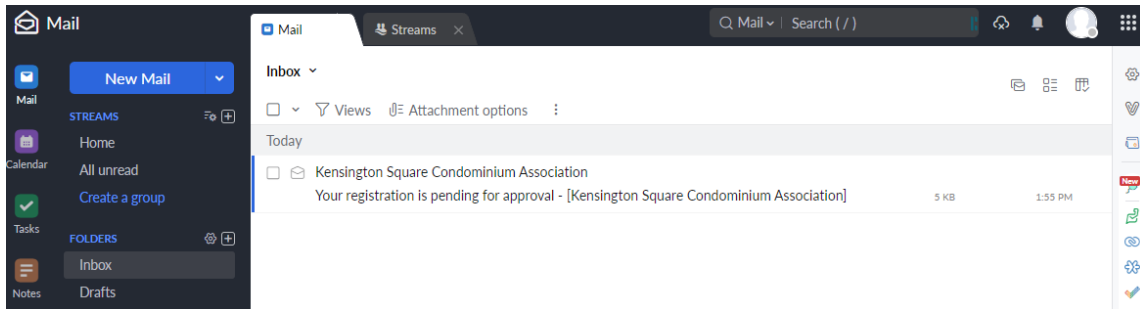 Mail
Mail
Streams
Mail
Search ( / )
Mail
Calendar
Tasks
Notes
New Mail
STREAMS
Home
All unread
Create a group
FOLDERS
Inbox
Drafts
Inbox
Views
Attachment options
Today
Kensington Square Condominium Association
Your registration is pending for approval - [Kensington Square Condominium Association]
5 KB
1:55 PM
New